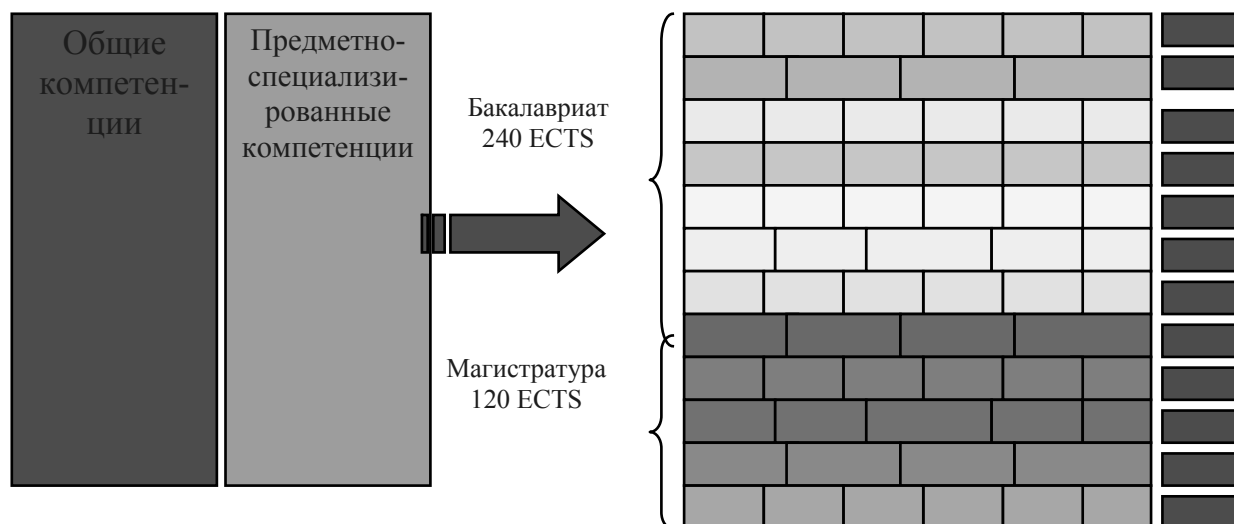 Общие
компетен-
ции
Предметно-
специализи-
рованные
компетенции
Бакалавриат
240 ECTS
Магистратура
120 ECTS